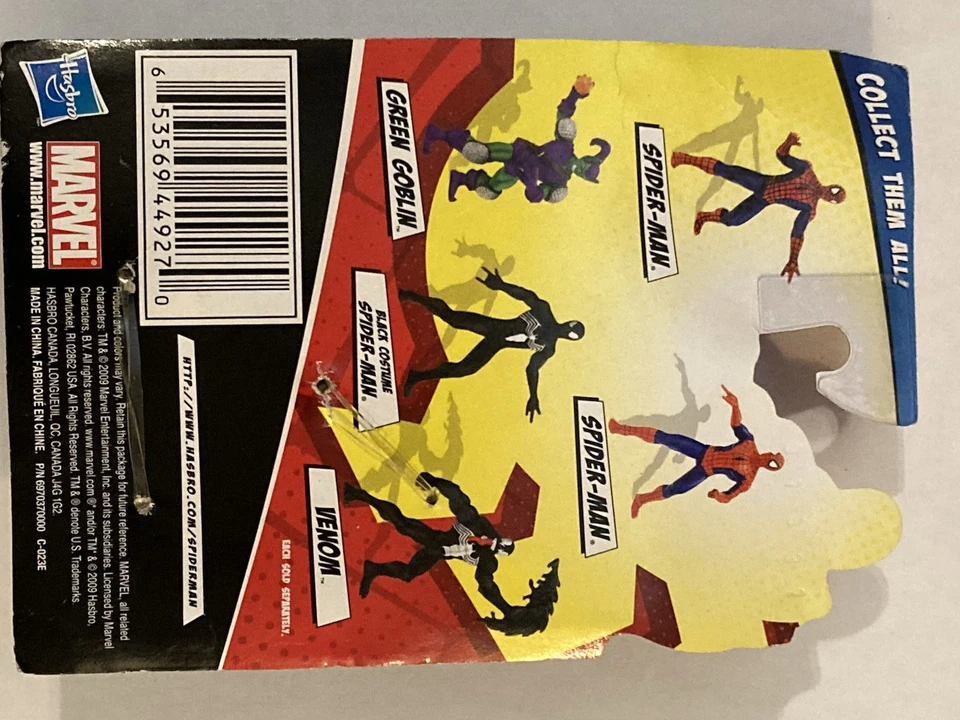 COLLECT THEM ALL!
SPIDER-MAN.
SPIDER-MAN.
GREEN GOBLIN™
BLACK COSTUME
SPIDER-MAN.
VENOM™
EACH SOLD SEPARATELY.
HTTP://WWW.HASBRO.COM/SPIDERMAN
6 53569 44927 0
Hasbro
MARVEL
www.marvel.com
Product and colors may vary. Retain this package for future reference. MARVEL, all related
characters: TM & © 2009 Marvel Entertainment, Inc. and its subsidiaries. Licensed by Marvel
Characters, B.V. All rights reserved. www.marvel.com ®* and/or TM* & © 2009 Hasbro,
Pawtucket, RI 02862 USA. All Rights Reserved. TM & ® denote U.S. Trademarks
HASBRO CANADA, LONGUEUIL, QC, CANADA J4G 1G2
MADE IN CHINA. FABRIQUÉ EN CHINE. P/N 6970370000 C-023E